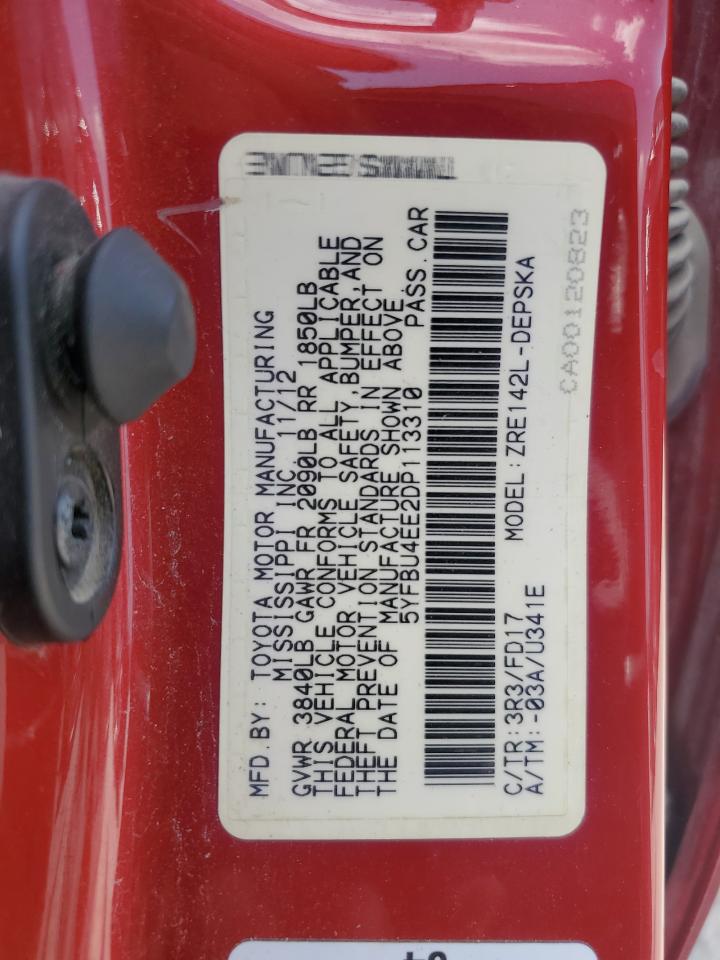 MFD.BY: TOYOTA MOTOR MANUFACTURING
MISSISSIPPI INC 11/12
GVWR 3840LB GAWR FR 2090LB RR 1850LB
THIS VEHICLE CONFORMS TO ALL APPLICABLE
FEDERAL MOTOR VEHICLE SAFETY,BUMPER,AND
THEFT PREVENTION STANDARDS IN EFFECT ON
THE DATE OF MANUFACTURE SHOWN ABOVE.
5YFBU4EE2DP113310 PASS.CAR
C/TR:3R3/FD17 MODEL:ZRE142L-DEPSKA
A/TM:-03A/U341E
CA00120823